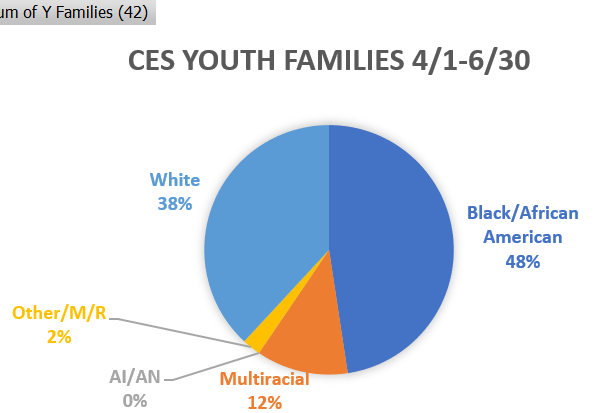 um of Y Families (42)
CES YOUTH FAMILIES 4/1-6/30
White
38%
Black/African
American
48%
Other/M/R
2%
AI/AN
0%
Multiracial
12%